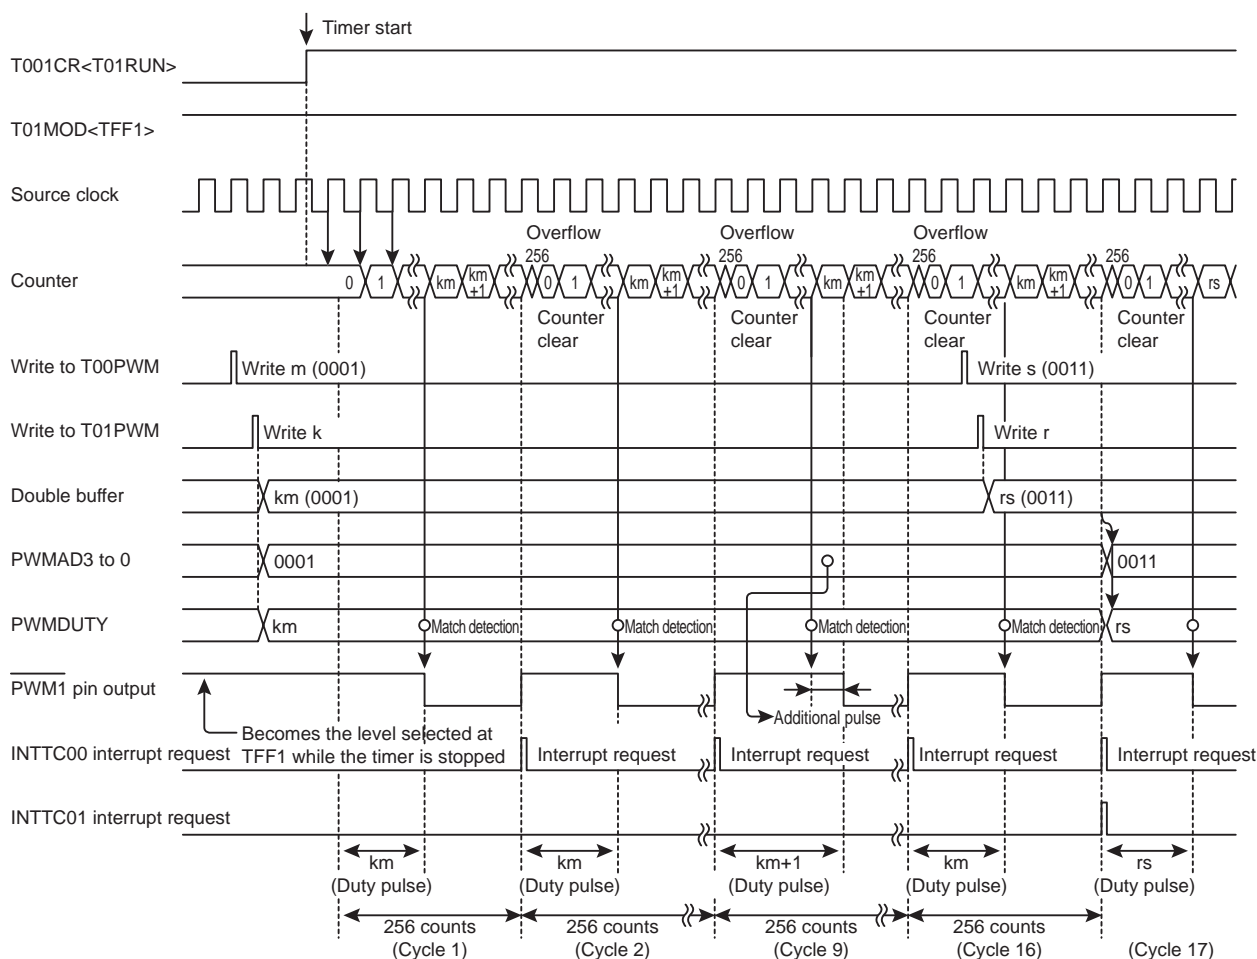 Timer start
T001CR<T01RUN>
T01MOD<TFF1>
Source clock
Overflow Overflow Overflow
256 256 256 256
Counter 0 1 km km+1 0 1 km km+1 0 1 km km+1 0 1 km km+1 0 1 rs
Counter clear Counter clear Counter clear Counter clear
Write to T00PWM Write m (0001) Write s (0011)
Write to T01PWM Write k Write r
Double buffer km (0001) rs (0011)
PWMAD3 to 0 0001 0011
PWMDUTY km Match detection Match detection Match detection Match detection rs
PWM1 pin output
Additional pulse
Becomes the level selected at
TFF1 while the timer is stopped
INTTC00 interrupt request Interrupt request Interrupt request Interrupt request Interrupt request
INTTC01 interrupt request
km km km+1 km rs
(Duty pulse) (Duty pulse) (Duty pulse) (Duty pulse) (Duty pulse)
256 counts 256 counts 256 counts 256 counts
(Cycle 1) (Cycle 2) (Cycle 9) (Cycle 16) (Cycle 17)